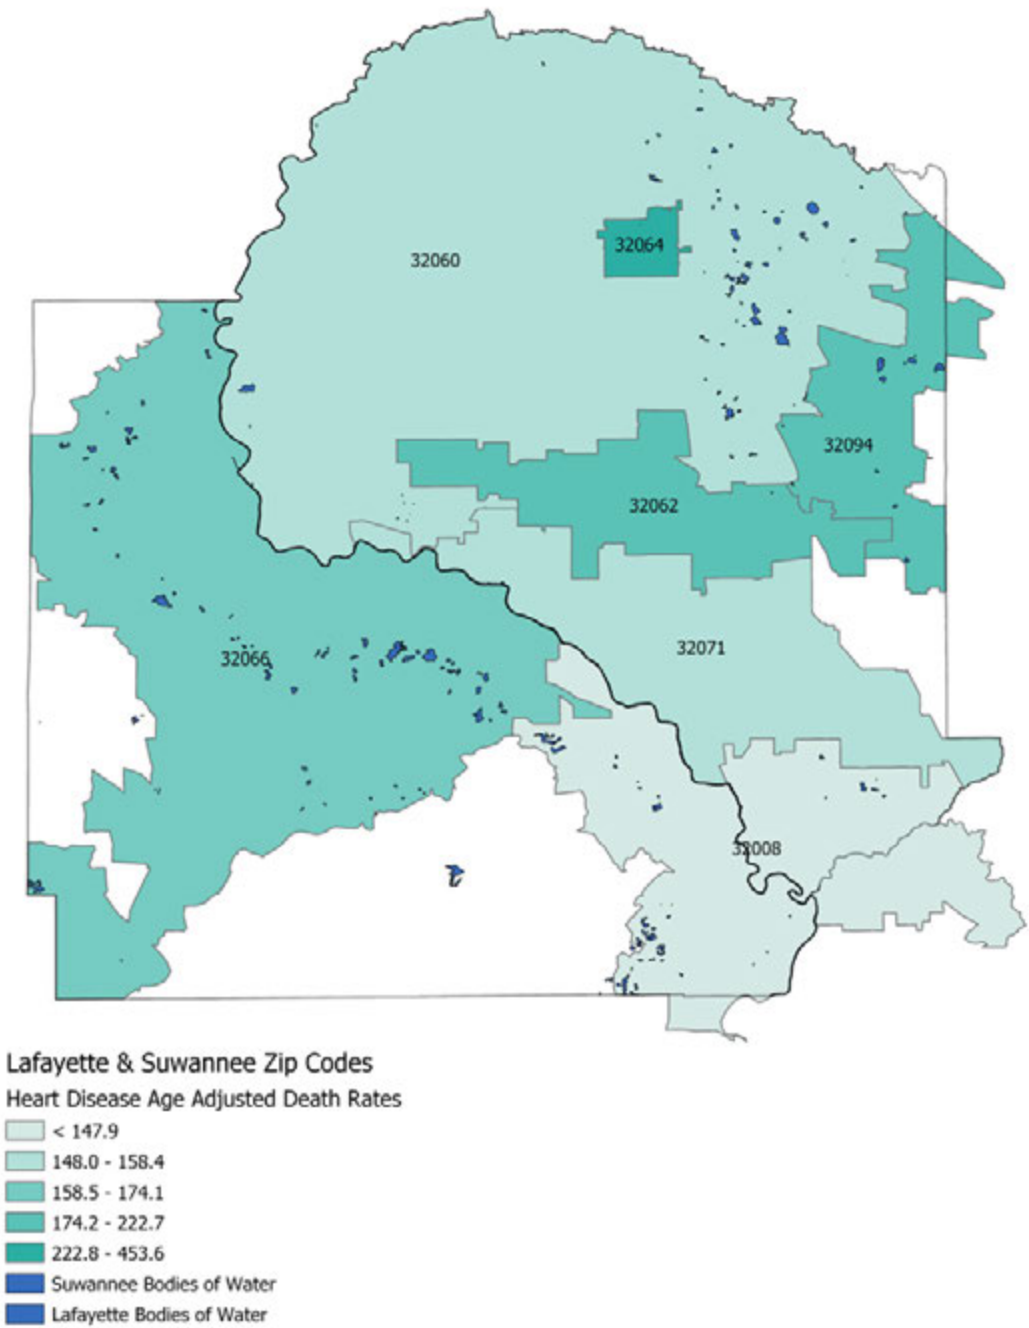 32064
32060
32094
32062
32071
32066
32008
Lafayette & Suwannee Zip Codes
Heart Disease Age Adjusted Death Rates
< 147.9
148.0 - 158.4
158.5 - 174.1
174.2 - 222.7
222.8 - 453.6
Suwannee Bodies of Water
Lafayette Bodies of Water